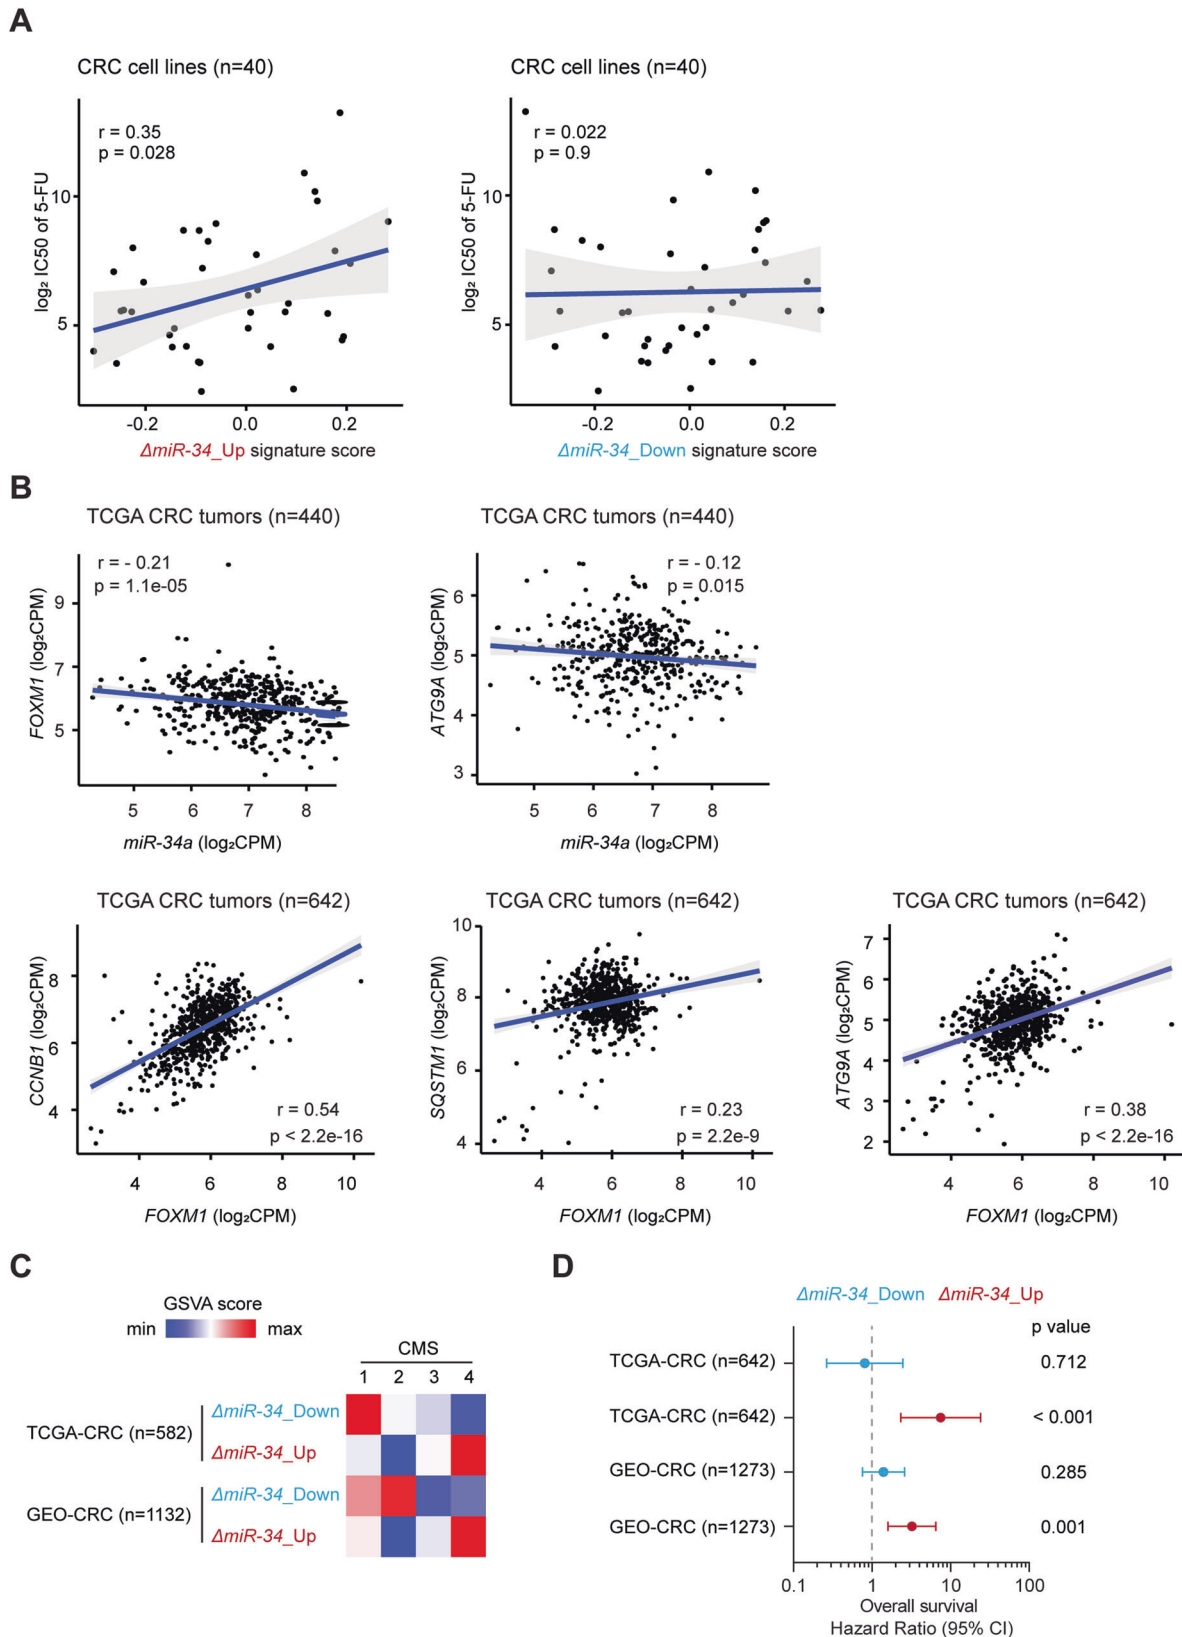 A
CRC cell lines (n=40)
r = 0.35
p = 0.028
log₂ IC50 of 5-FU
10
5
-0.2 0.0 0.2
ΔmiR-34_Up signature score
CRC cell lines (n=40)
r = 0.022
p = 0.9
log₂ IC50 of 5-FU
10
5
-0.2 0.0 0.2
ΔmiR-34_Down signature score
B
TCGA CRC tumors (n=440)
r = - 0.21
p = 1.1e-05
FOXM1 (log₂CPM)
9
7
5
5 6 7 8
miR-34a (log₂CPM)
TCGA CRC tumors (n=440)
r = - 0.12
p = 0.015
ATG9A (log₂CPM)
6
5
4
3
5 6 7 8
miR-34a (log₂CPM)
TCGA CRC tumors (n=642)
CCNB1 (log₂CPM)
8
6
4
r = 0.54
p < 2.2e-16
4 6 8 10
FOXM1 (log₂CPM)
TCGA CRC tumors (n=642)
SQSTM1 (log₂CPM)
10
8
6
4
r = 0.23
p = 2.2e-9
4 6 8 10
FOXM1 (log₂CPM)
TCGA CRC tumors (n=642)
ATG9A (log₂CPM)
7
6
5
4
3
2
r = 0.38
p < 2.2e-16
4 6 8 10
FOXM1 (log₂CPM)
C
GSVA score
min max
CMS
1 2 3 4
TCGA-CRC (n=582)
ΔmiR-34_Down
ΔmiR-34_Up
GEO-CRC (n=1132)
ΔmiR-34_Down
ΔmiR-34_Up
D
ΔmiR-34_Down ΔmiR-34_Up
p value
TCGA-CRC (n=642) 0.712
TCGA-CRC (n=642) < 0.001
GEO-CRC (n=1273) 0.285
GEO-CRC (n=1273) 0.001
0.1 1 10 100
Overall survival
Hazard Ratio (95% CI)